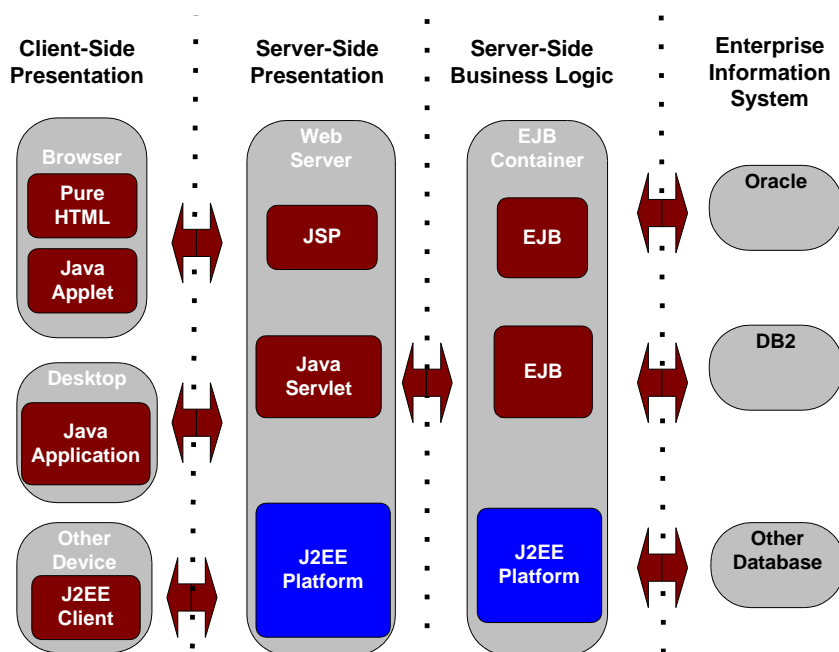 Client-Side
Presentation
Server-Side
Presentation
Server-Side
Business Logic
Enterprise
Information
System
Browser
Pure
HTML
Java
Applet
Desktop
Java
Application
Other
Device
J2EE
Client
Web
Server
JSP
Java
Servlet
J2EE
Platform
EJB
Container
EJB
EJB
J2EE
Platform
Oracle
DB2
Other
Database